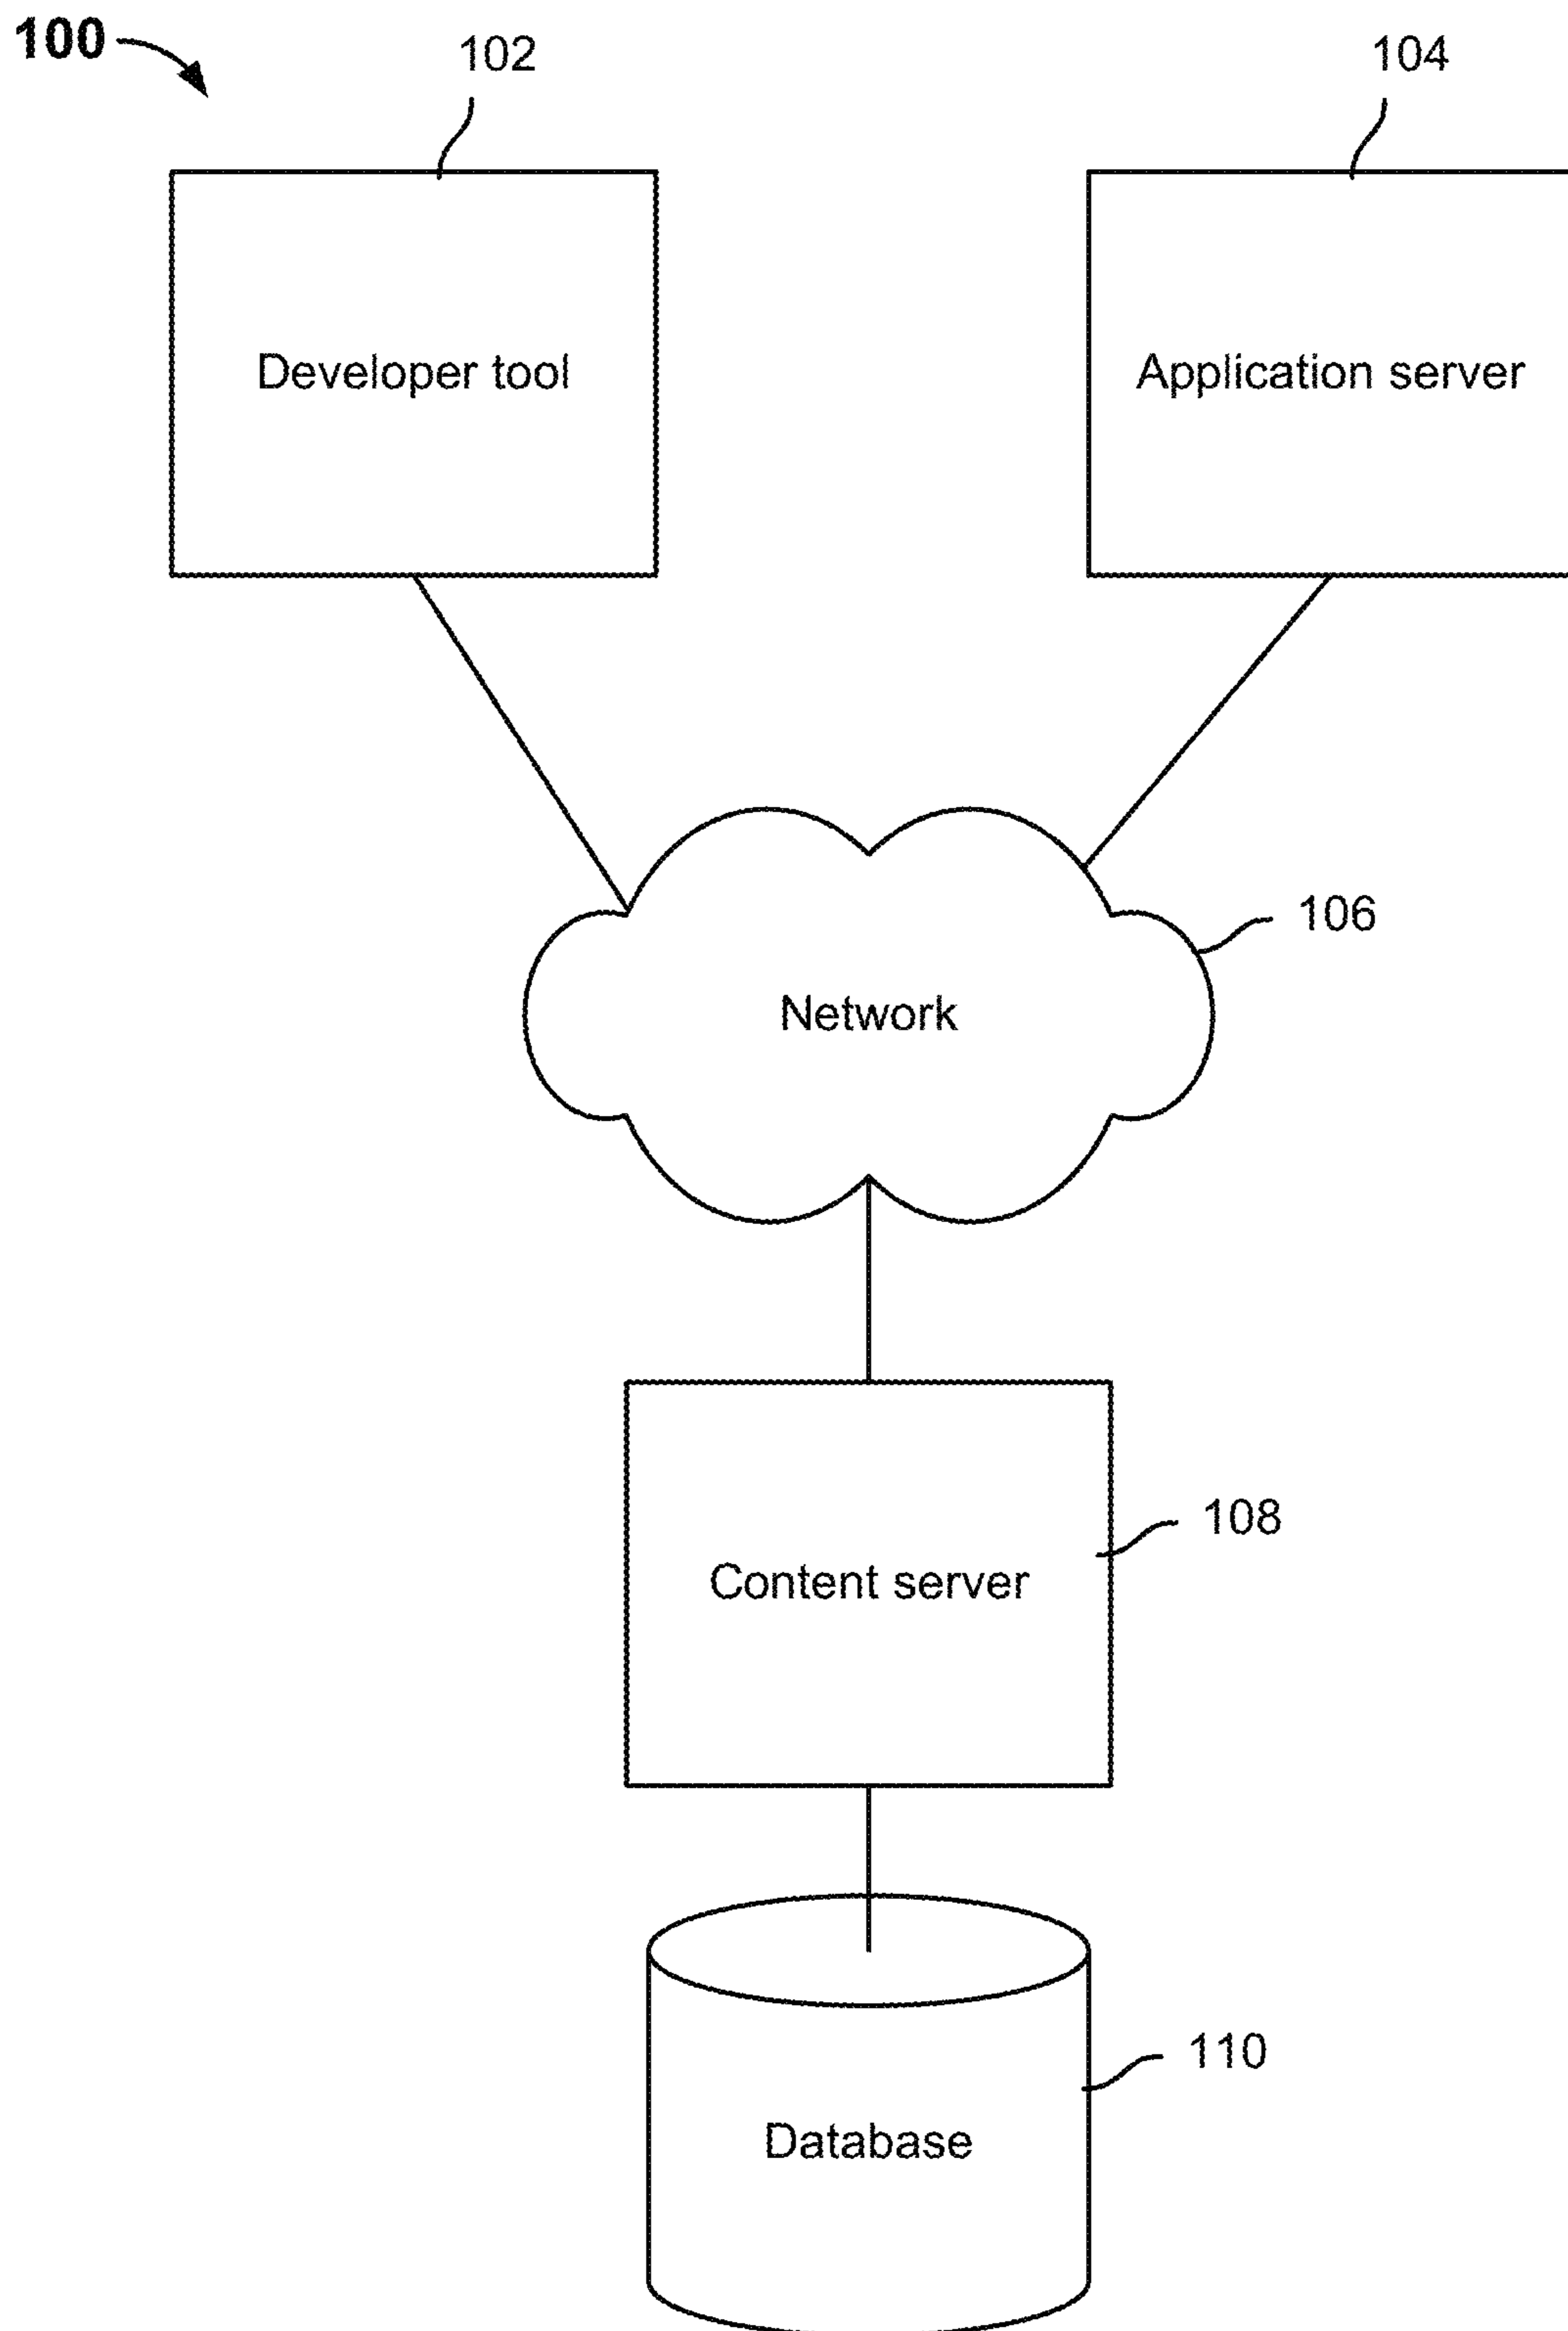 100
102
104
Developer tool
Application server
106
Network
108
Content server
110
Database